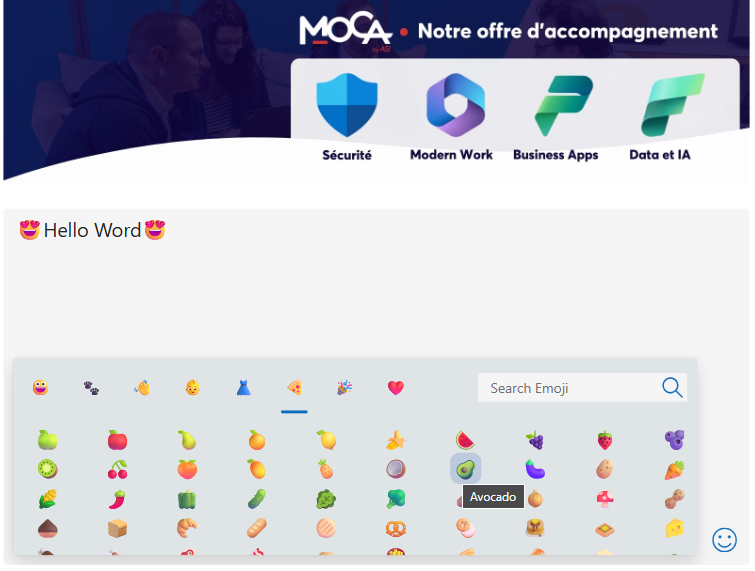 MOCA by ASI • Notre offre d'accompagnement
Sécurité Modern Work Business Apps Data et IA
😍Hello Word😍
Search Emoji
Avocado